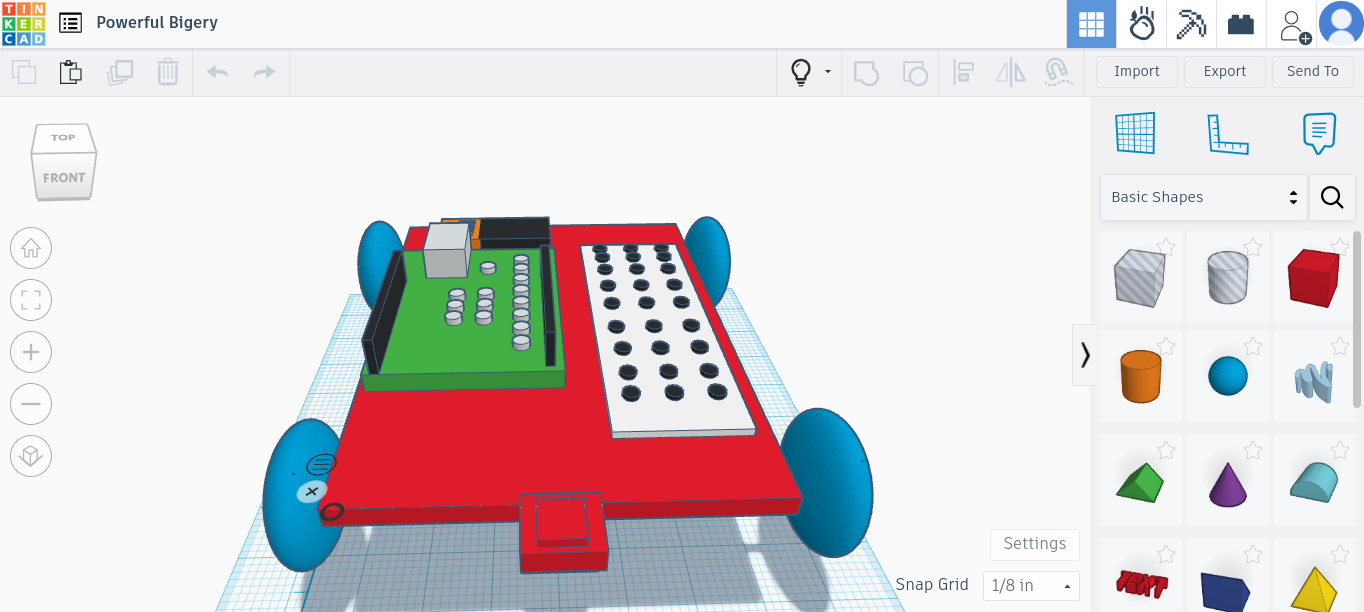 TIN
KER
CAD
Powerful Bigery
Import
Export
Send To
TOP
FRONT
Basic Shapes
TEXT
Settings
Snap Grid
1/8 in